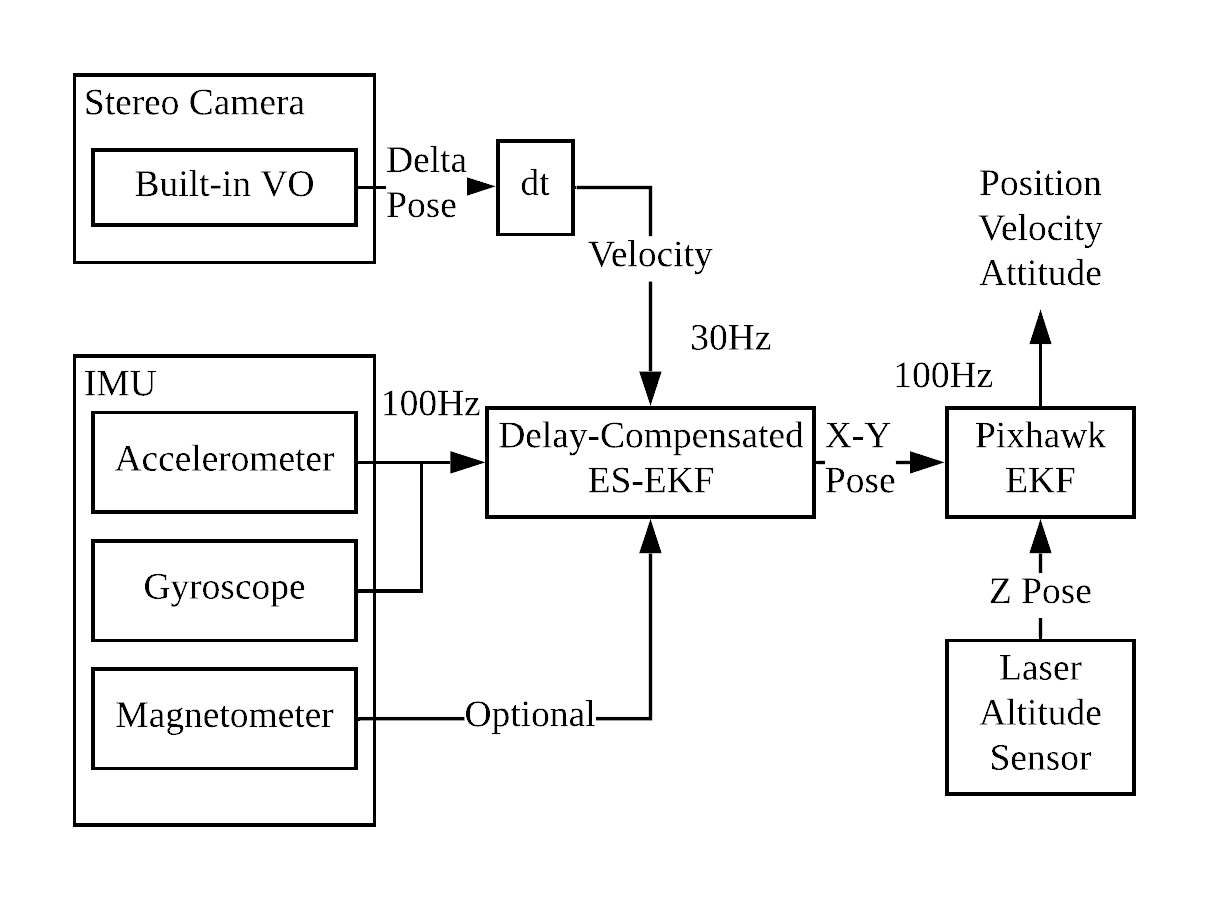 Stereo Camera
Built-in VO
Delta
Pose
dt
Velocity
30Hz
Position
Velocity
Attitude
100Hz
IMU
Accelerometer
Gyroscope
Magnetometer
100Hz
Delay-Compensated
ES-EKF
Optional
X-Y
Pose
Pixhawk
EKF
Z Pose
Laser
Altitude
Sensor